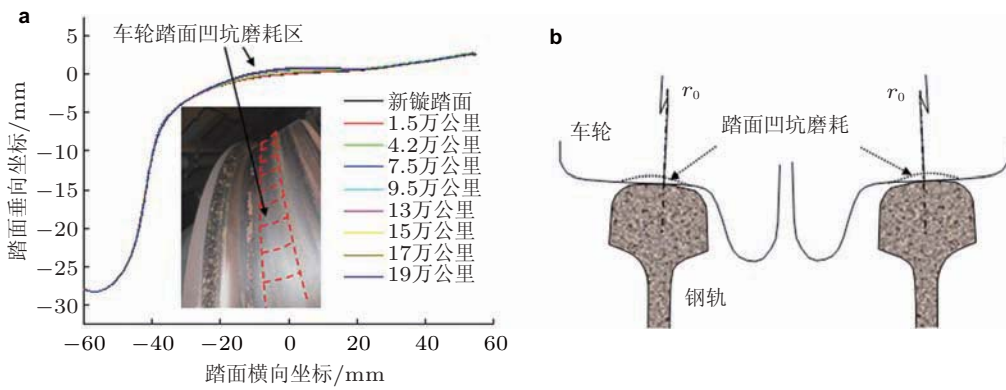 a
车轮踏面凹坑磨耗区
踏面垂向坐标/mm
5
0
−5
−10
−15
−20
−25
−30
−60
−40
−20
0
20
40
60
踏面横向坐标/mm
新镟踏面
1.5万公里
4.2万公里
7.5万公里
9.5万公里
13万公里
15万公里
17万公里
19万公里
b
r0
r0
车轮
踏面凹坑磨耗
钢轨